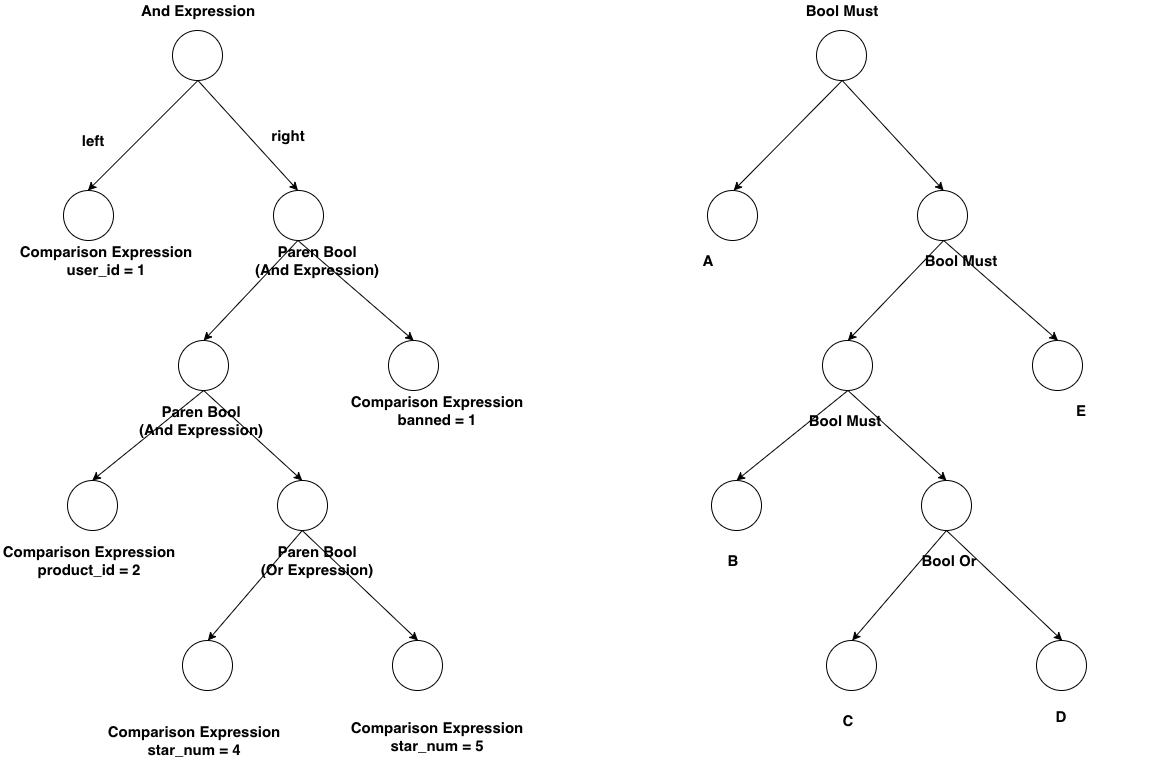 And Expression
left
right
Comparison Expression
user_id = 1
Paren Bool
(And Expression)
Comparison Expression
banned = 1
Paren Bool
(And Expression)
Comparison Expression
product_id = 2
Paren Bool
(Or Expression)
Comparison Expression
star_num = 4
Comparison Expression
star_num = 5
Bool Must
A
Bool Must
E
Bool Must
B
Bool Or
C
D